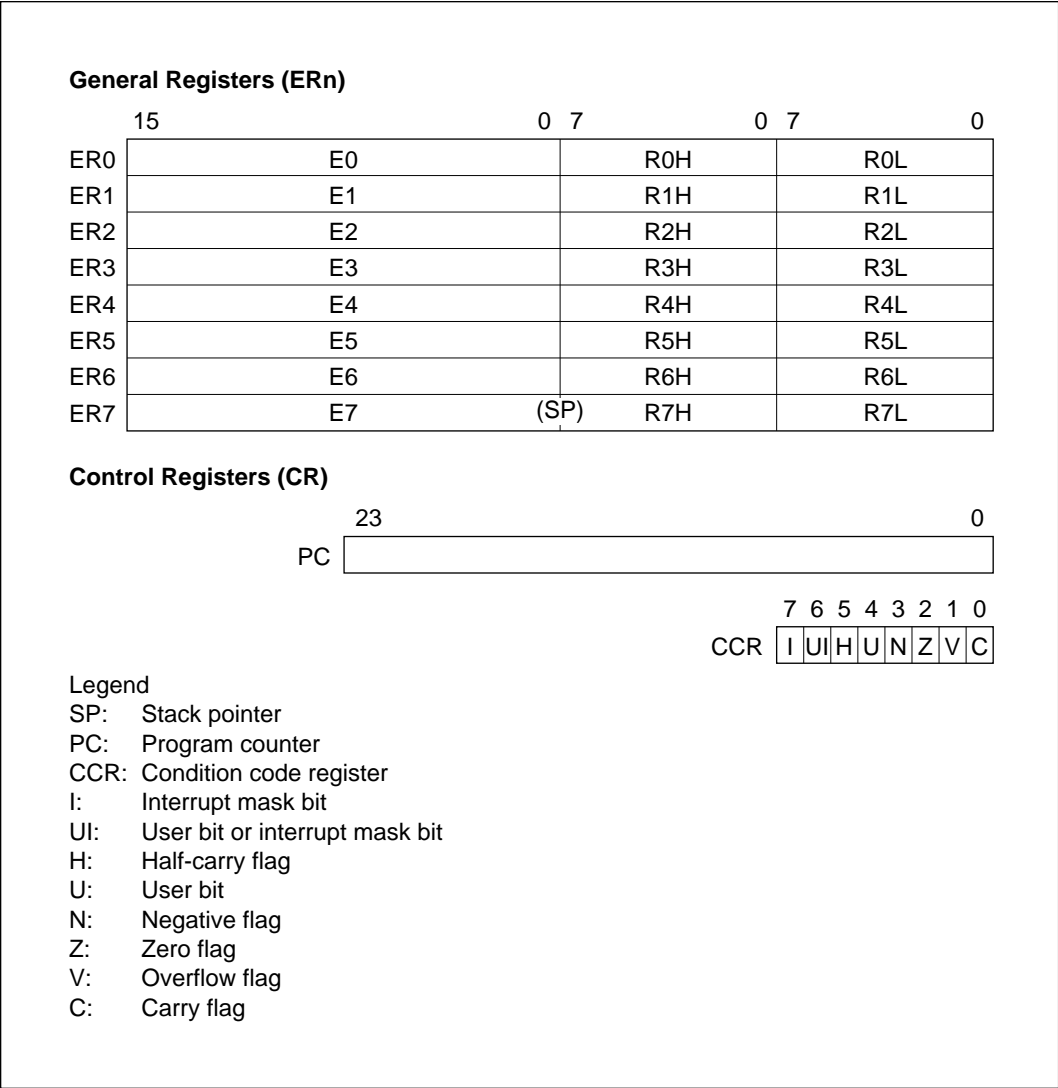 General Registers (ERn)
15 0 7 0 7 0
ER0 E0 R0H R0L
ER1 E1 R1H R1L
ER2 E2 R2H R2L
ER3 E3 R3H R3L
ER4 E4 R4H R4L
ER5 E5 R5H R5L
ER6 E6 R6H R6L
ER7 E7 (SP) R7H R7L
Control Registers (CR)
23 0
PC
7 6 5 4 3 2 1 0
CCR I UI H U N Z V C
Legend
SP: Stack pointer
PC: Program counter
CCR: Condition code register
I: Interrupt mask bit
UI: User bit or interrupt mask bit
H: Half-carry flag
U: User bit
N: Negative flag
Z: Zero flag
V: Overflow flag
C: Carry flag